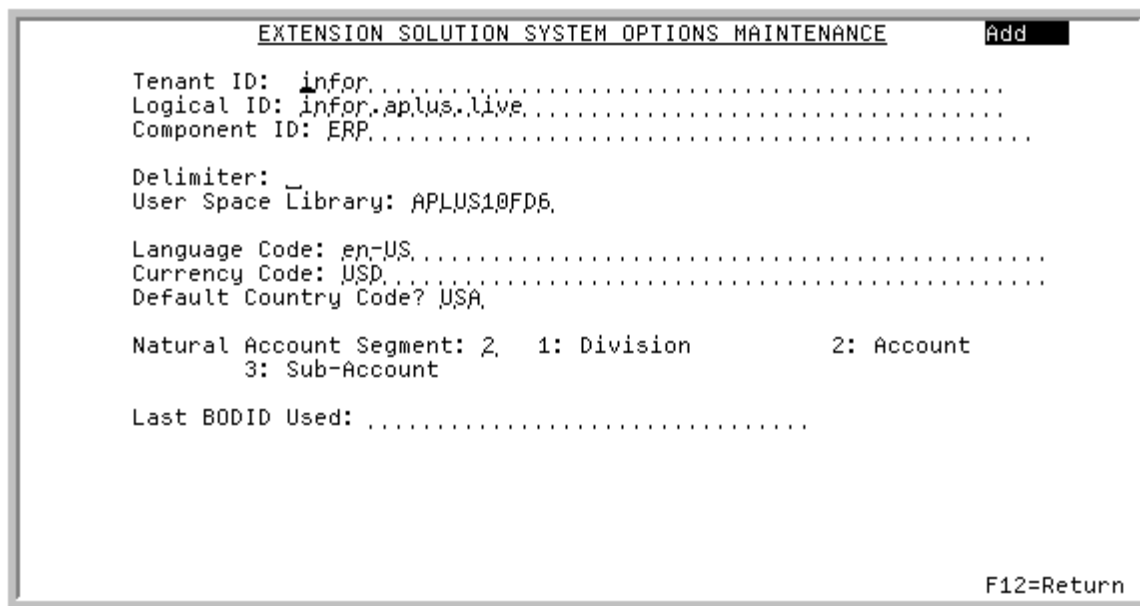 EXTENSION SOLUTION SYSTEM OPTIONS MAINTENANCE Add
Tenant ID: infor
Logical ID: infor.aplus.live
Component ID: ERP
Delimiter: _
User Space Library: APLUS10FD6
Language Code: en-US
Currency Code: USD
Default Country Code? USA
Natural Account Segment: 2 1: Division 2: Account
3: Sub-Account
Last BODID Used:
F12=Return